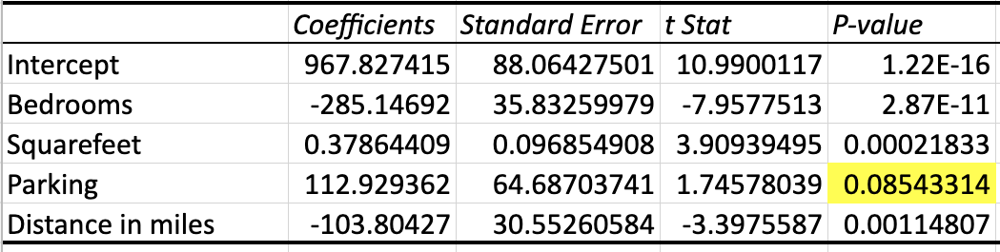 Coefficients Standard Error t Stat P-value
Intercept 967.827415 88.06427501 10.9900117 1.22E-16
Bedrooms -285.14692 35.83259979 -7.9577513 2.87E-11
Squarefeet 0.37864409 0.096854908 3.90939495 0.00021833
Parking 112.929362 64.68703741 1.74578039 0.08543314
Distance in miles -103.80427 30.55260584 -3.3975587 0.00114807